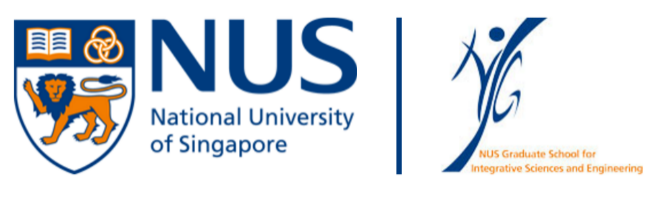 NUS
National University
of Singapore
NUS Graduate School for
Integrative Sciences and Engineering